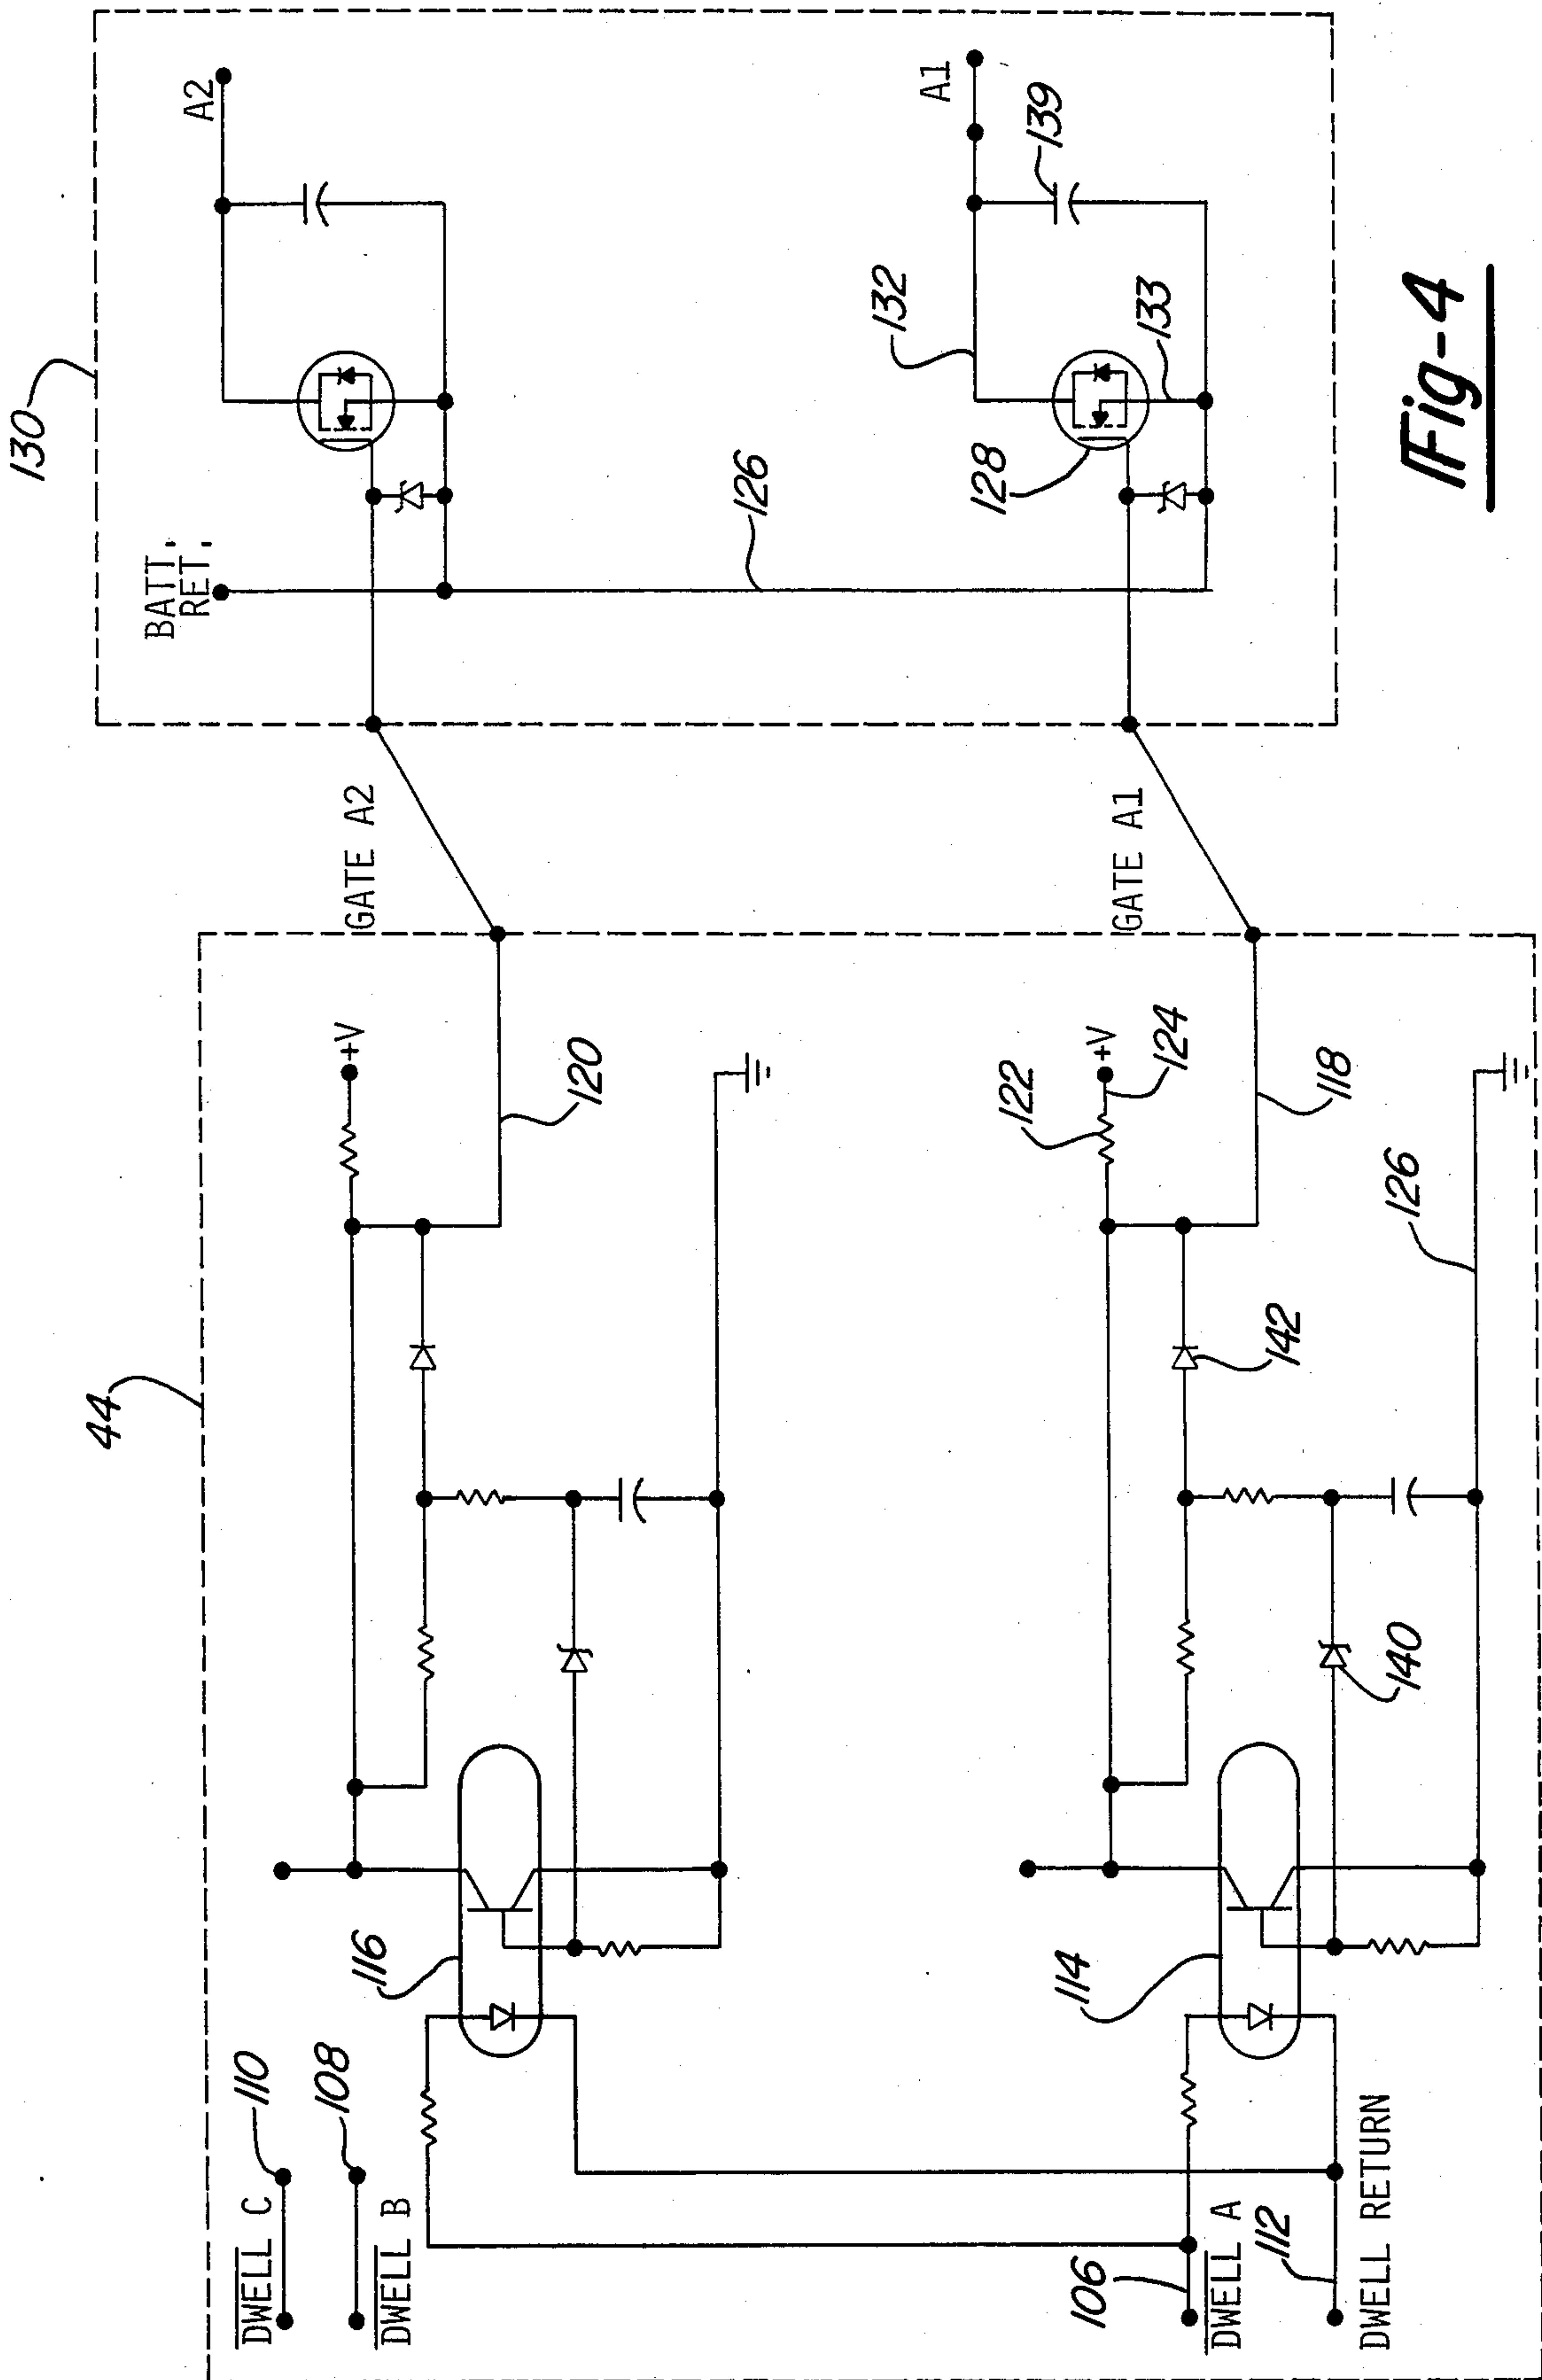 130
A2
BATT.
RET.
126
132
A1
139
128
133
Fig-4
GATE A2
GATE A1
44
+V
120
122
+V
124
118
126
142
140
116
114
110
DWELL C
108
DWELL B
106
DWELL A
112
DWELL RETURN